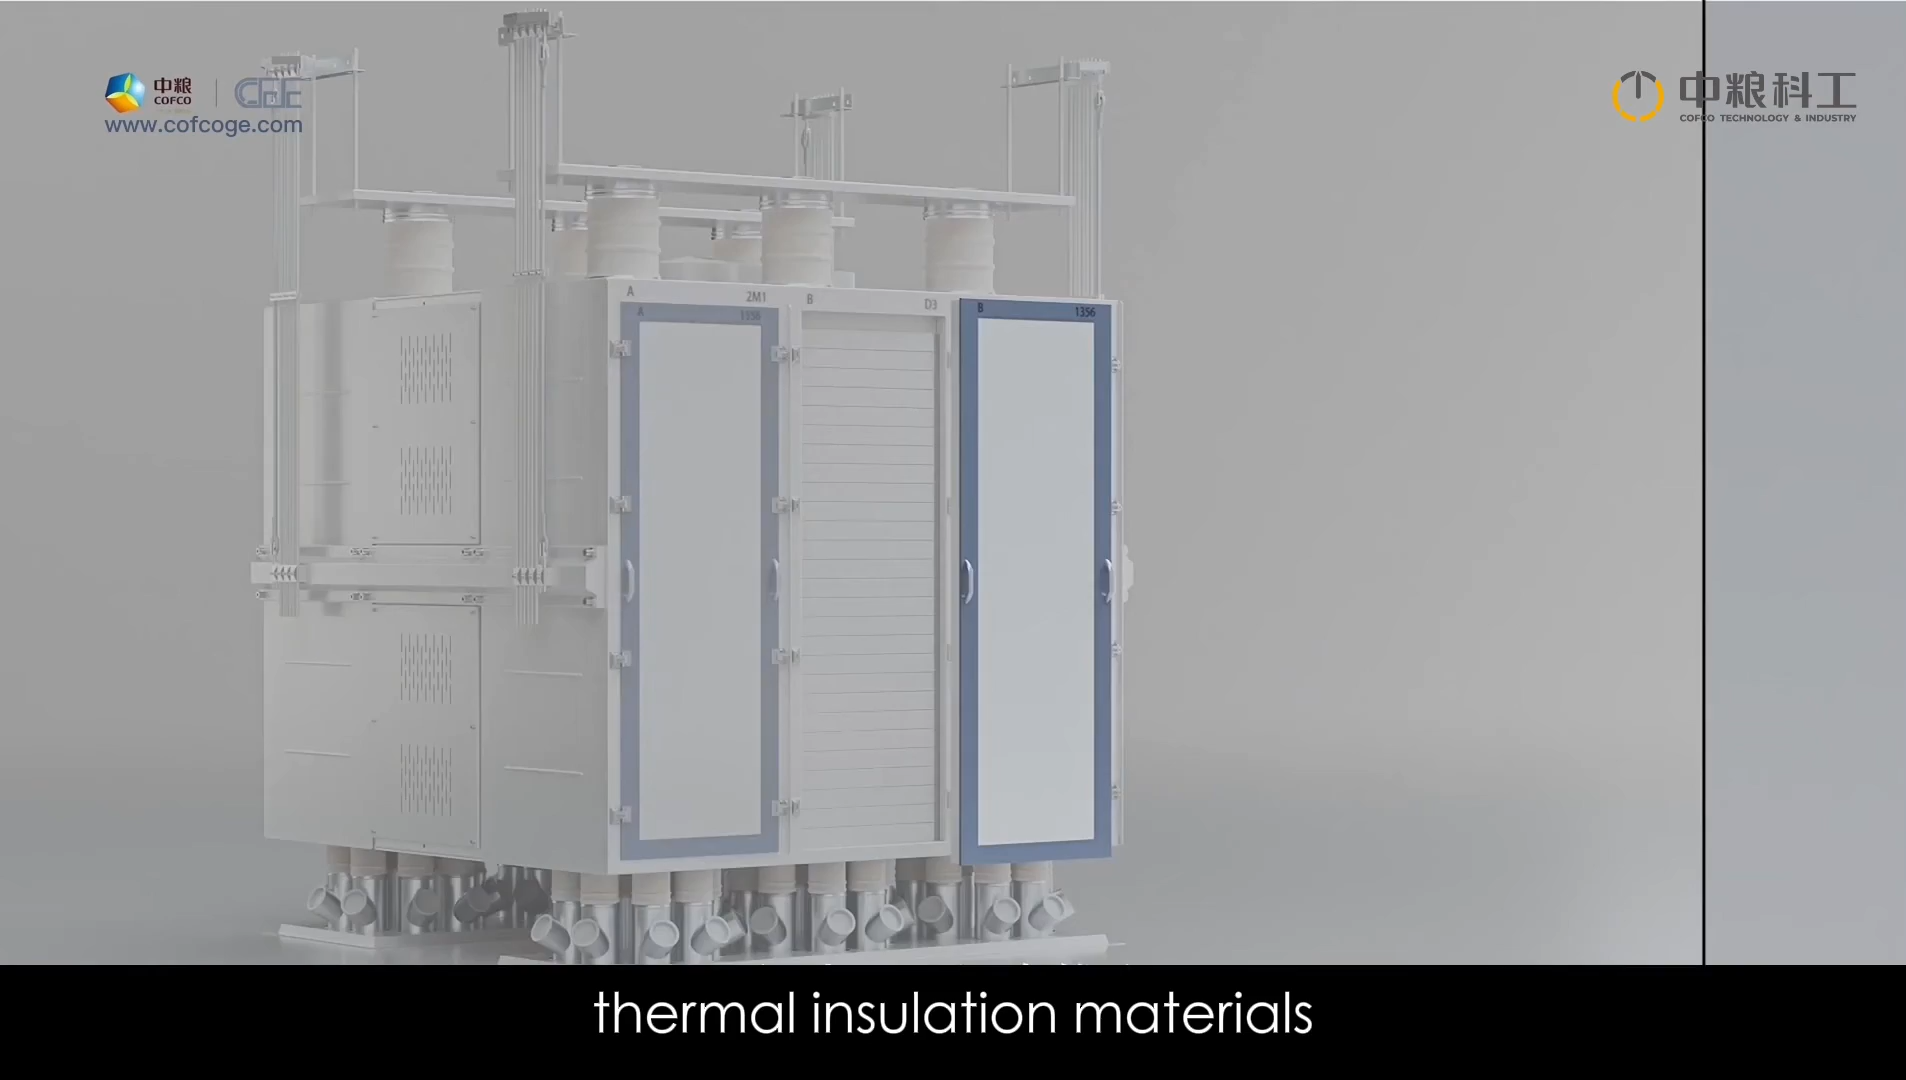 中粮
COFCO
www.cofcoge.com
中粮科工
COFCO TECHNOLOGY & INDUSTRY
A 2M1 B D3
A 1356
B 1356
thermal insulation materials